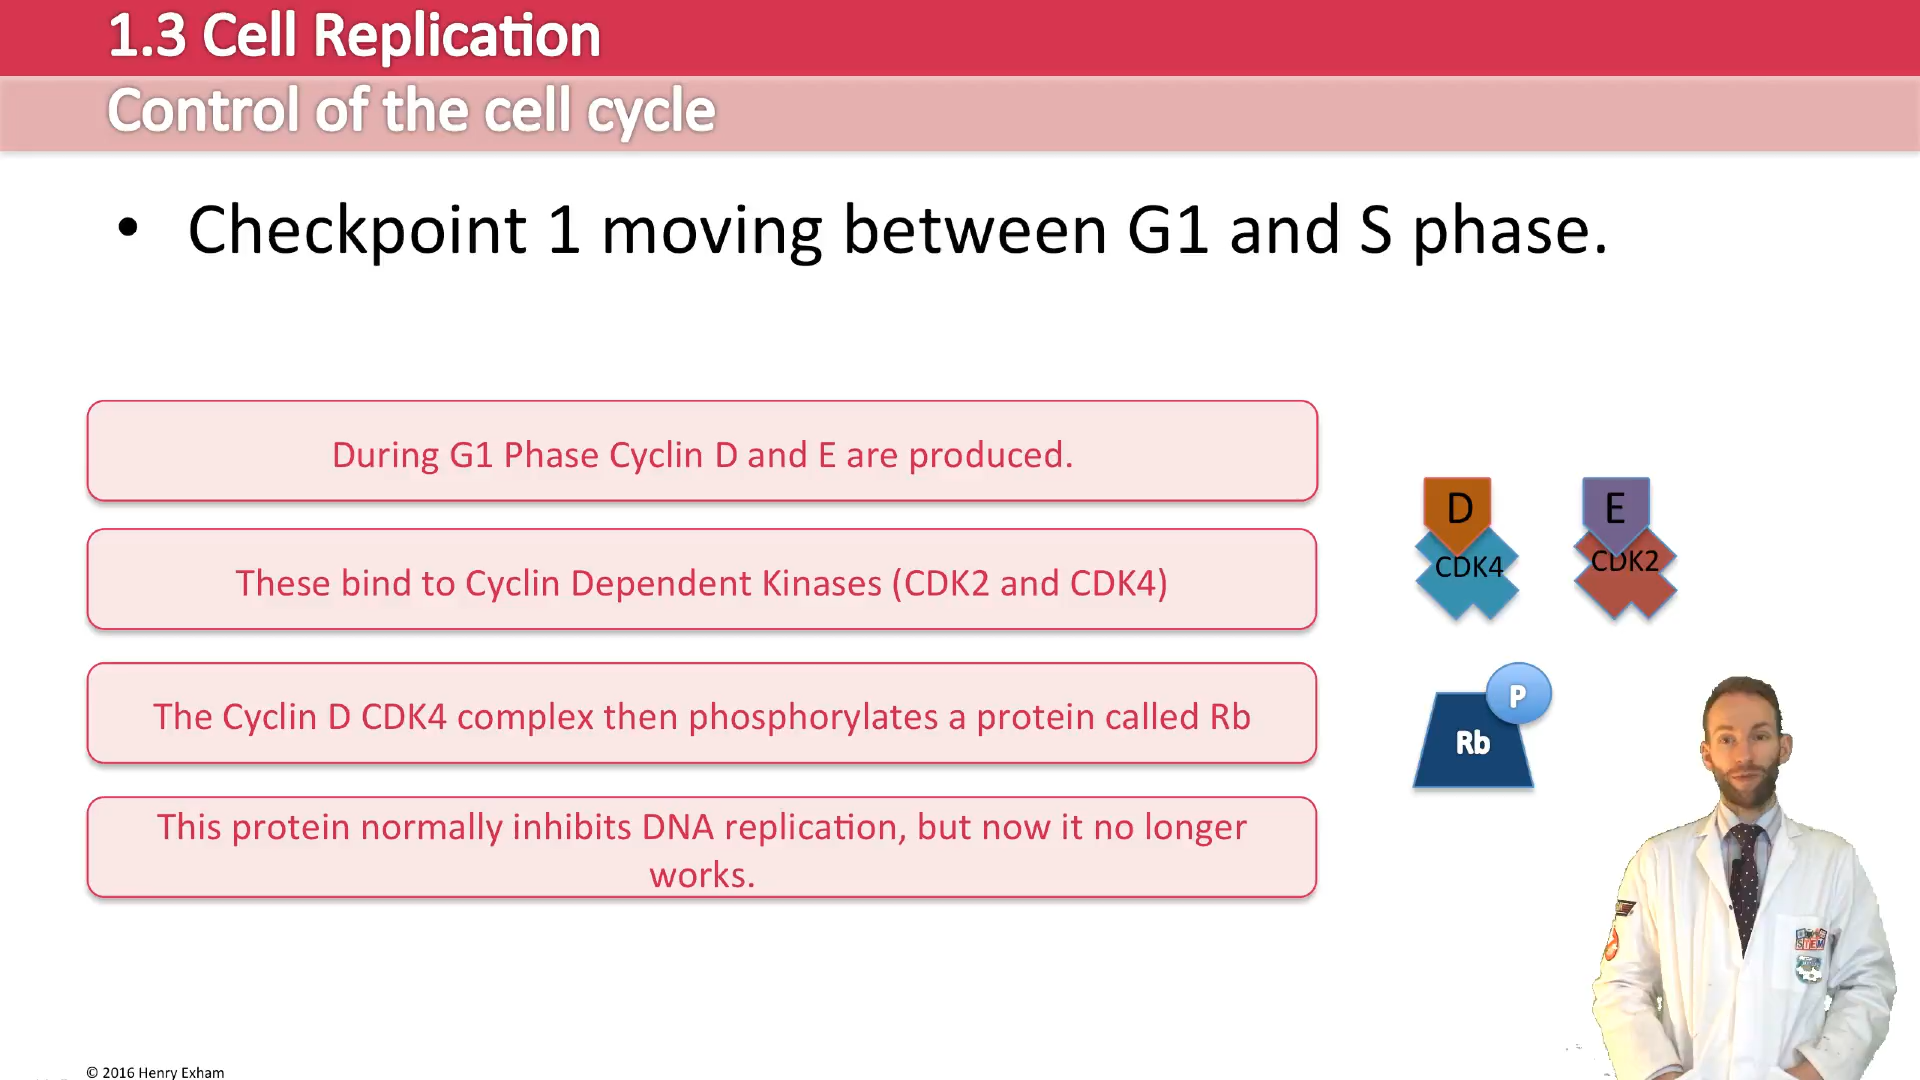 1.3 Cell Replication
Control of the cell cycle
• Checkpoint 1 moving between G1 and S phase.
During G1 Phase Cyclin D and E are produced.
These bind to Cyclin Dependent Kinases (CDK2 and CDK4)
The Cyclin D CDK4 complex then phosphorylates a protein called Rb
This protein normally inhibits DNA replication, but now it no longer
works.
D
CDK4
E
CDK2
P
Rb
STEM
© 2016 Henry Exham